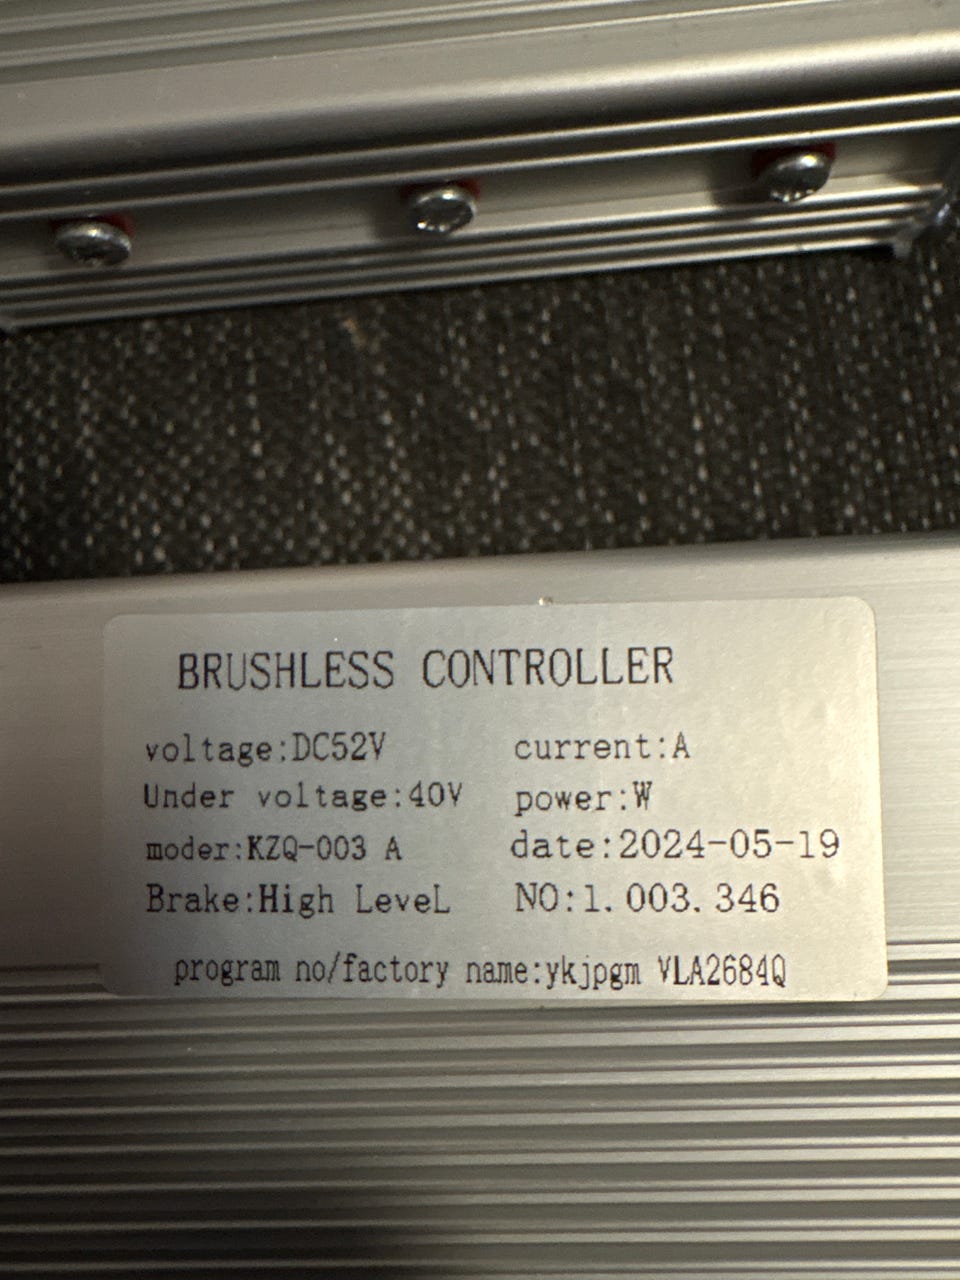 BRUSHLESS CONTROLLER
voltage:DC52V current:A
Under voltage:40V power:W
moder:KZQ-003 A date:2024-05-19
Brake:High LeveL NO:1.003.346
program no/factory name:ykjpgm VLA2684Q